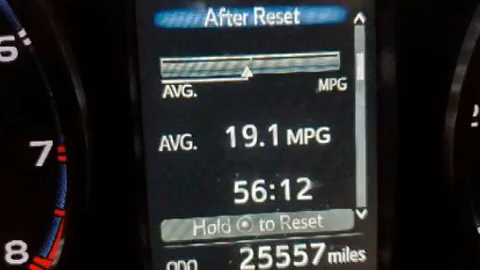 After Reset
AVG. MPG
AVG. 19.1 MPG
56:12
Hold to Reset
ODO 25557 miles
6
7
8